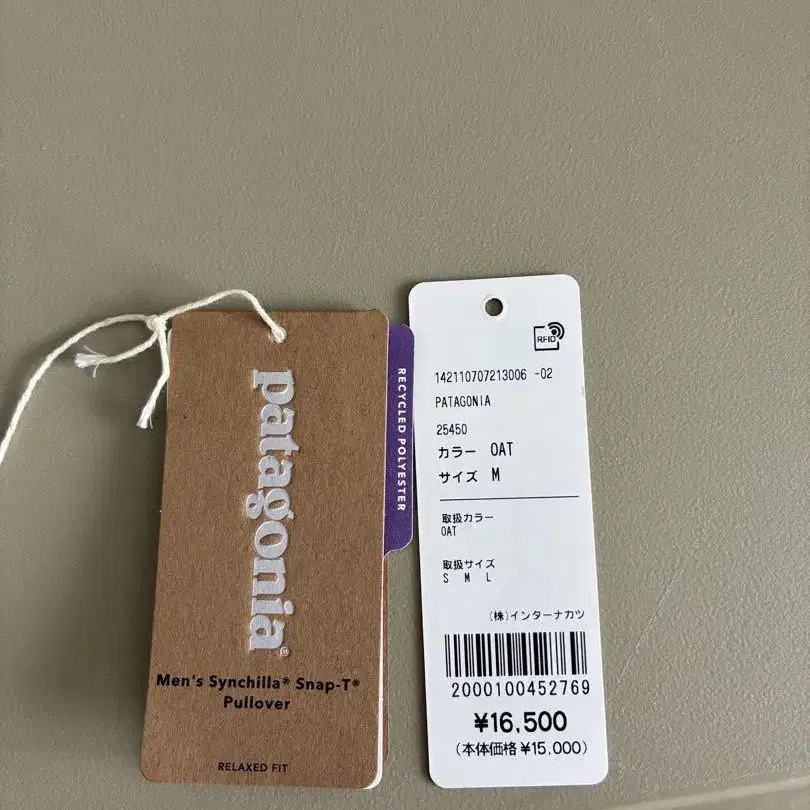 patagonia®
Men's Synchilla® Snap-T®
Pullover
RELAXED FIT
RECYCLED POLYESTER
RFID
142110707213006 -02
PATAGONIA
25450
カラー OAT
サイズ M
取扱カラー
OAT
取扱サイズ
S M L
(株)インターナカツ
2000100452769
¥16,500
(本体価格¥15,000)